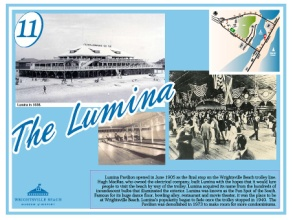 11
Lumina in 1939.
The Lumina
Lumina Pavilion opened in June 1905 as the final stop on the Wrightsville Beach trolley line.
Hugh MacRae, who owned the electrical company, built Lumina with the hopes that it would lure
people to visit the beach by way of the trolley. Lumina acquired its name from the hundreds of
incandescent bulbs that illuminated the exterior. Lumina was known as the Fun Spot of the South.
Famous for its huge dance floor, bowling alley, restaurant and movie theater, it was the place to be
at Wrightsville Beach. Lumina's popularity began to fade once the trolley stopped in 1940. The
Pavilion was demolished in 1973 to make room for more condominiums.
WRIGHTSVILLE BEACH
MUSEUM of HISTORY